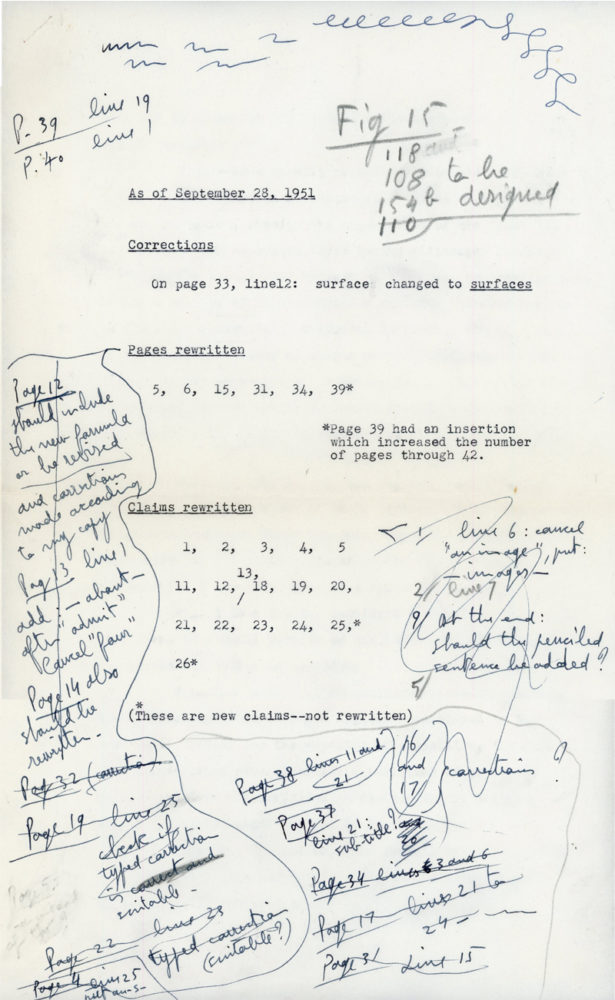 P. 39 line 19
P. 40 line 1
Fig 15
118 and
108 to be
154b designed
110
As of September 28, 1951
Corrections
On page 33, line12: surface changed to surfaces
Pages rewritten
5, 6, 15, 31, 34, 39*
*Page 39 had an insertion
which increased the number
of pages through 42.
Page 12
should include
the new formula
or be revised
and corrections
made according
to my copy
Pag 13 line 1
add: - about -
after "admit"
Cancel "four"
Page 14 also
should be
rewritten -
Claims rewritten
1, 2, 3, 4, 5
13,
11, 12, 18, 19, 20,
21, 22, 23, 24, 25,*
26*
1, line 6: cancel
"an image", put:
- images -
2 line 7
9/ at the end:
should the penciled
sentence be added?
5/
*
(These are new claims--not rewritten)
Pag 32 (correction)
Page 19 - line 25
check if
typed correction
is correct and
suitable -
Page 22 - line 23
typed correction
(suitable?)
Page 4 line 25
Page 38 lines 11 and
21
16
and
17
corrections ?
Page 37
line 21:
subtitle?
20
Page 34 lines 3 and 6
Page 17 - lines 21 to
24 -
Page 31 Line 15